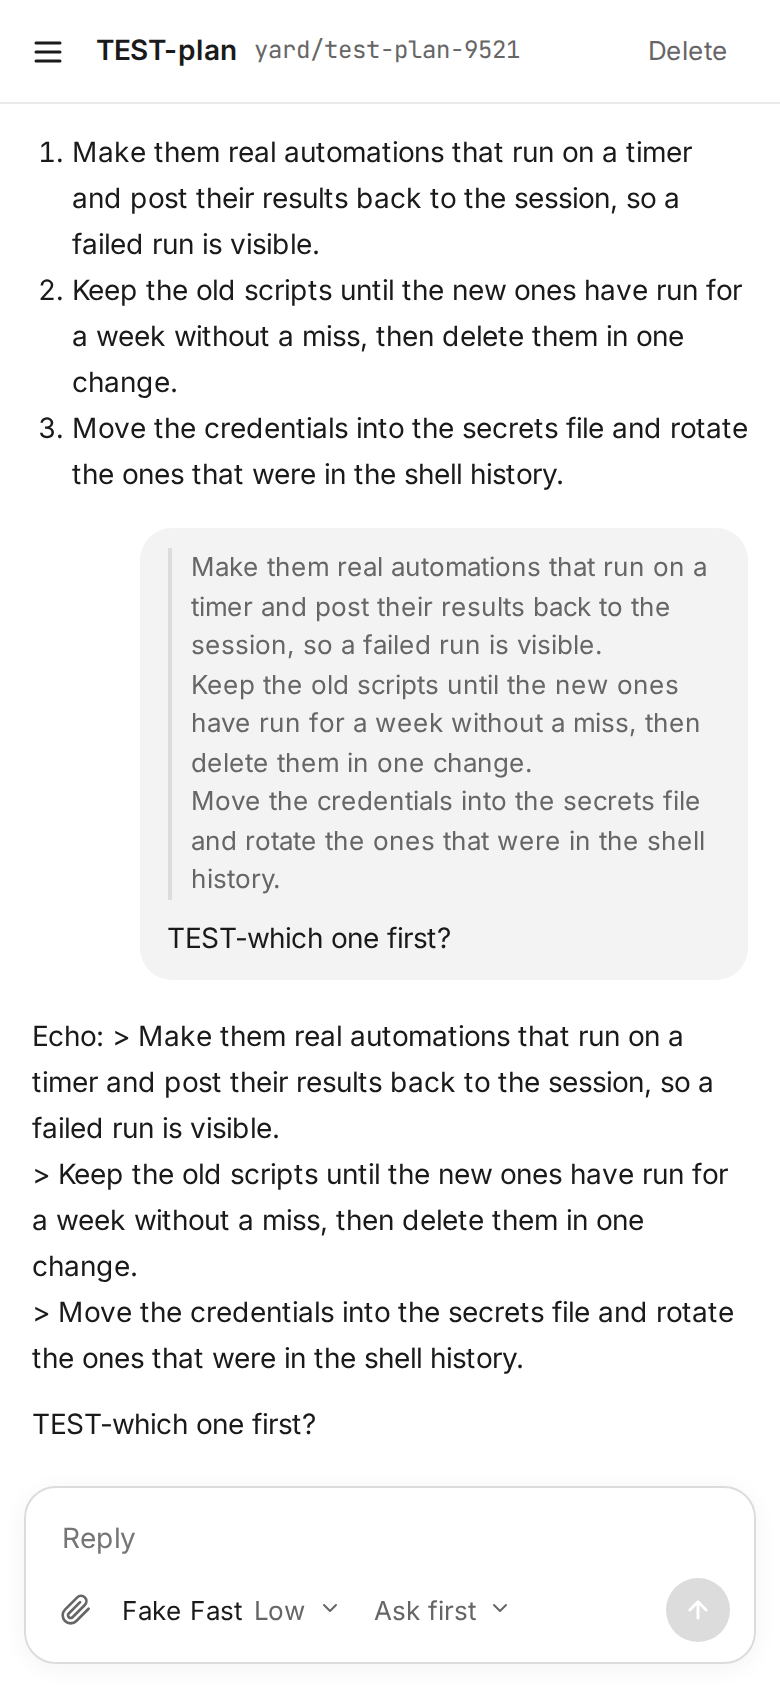 TEST-plan yard/test-plan-9521 Delete
1. Make them real automations that run on a timer
and post their results back to the session, so a
failed run is visible.
2. Keep the old scripts until the new ones have run for
a week without a miss, then delete them in one
change.
3. Move the credentials into the secrets file and rotate
the ones that were in the shell history.
Make them real automations that run on a
timer and post their results back to the
session, so a failed run is visible.
Keep the old scripts until the new ones
have run for a week without a miss, then
delete them in one change.
Move the credentials into the secrets file
and rotate the ones that were in the shell
history.
TEST-which one first?
Echo: > Make them real automations that run on a
timer and post their results back to the session, so a
failed run is visible.
> Keep the old scripts until the new ones have run for
a week without a miss, then delete them in one
change.
> Move the credentials into the secrets file and rotate
the ones that were in the shell history.
TEST-which one first?
Reply
Fake Fast Low Ask first